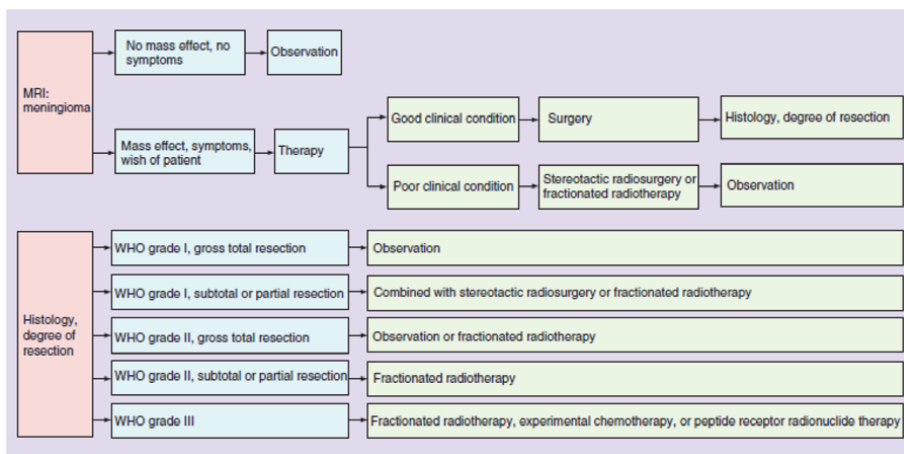 No mass effect, no
symptoms
Observation
MRI:
meningioma
Mass effect, symptoms,
wish of patient
Therapy
Good clinical condition
Surgery
Histology, degree of resection
Poor clinical condition
Stereotactic radiosurgery or
fractionated radiotherapy
Observation
Histology,
degree of
resection
WHO grade I, gross total resection
Observation
WHO grade I, subtotal or partial resection
Combined with stereotactic radiosurgery or fractionated radiotherapy
WHO grade II, gross total resection
Observation or fractionated radiotherapy
WHO grade II, subtotal or partial resection
Fractionated radiotherapy
WHO grade III
Fractionated radiotherapy, experimental chemotherapy, or peptide receptor radionuclide therapy